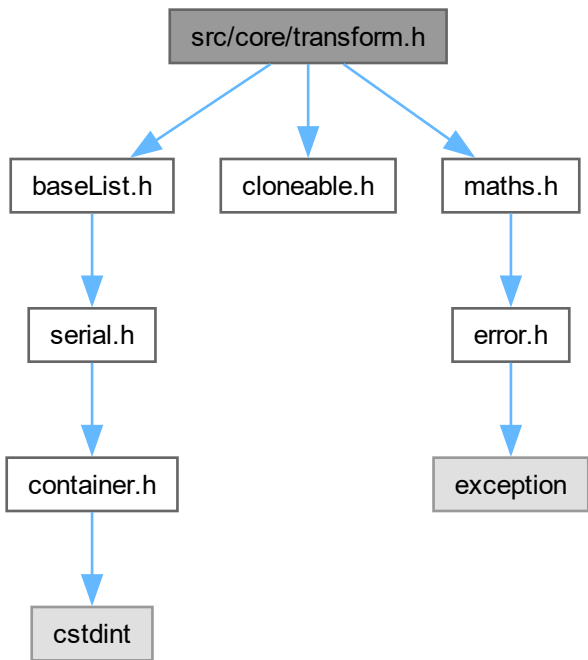 src/core/transform.h
baseList.h
cloneable.h
maths.h
serial.h
error.h
container.h
exception
cstdint